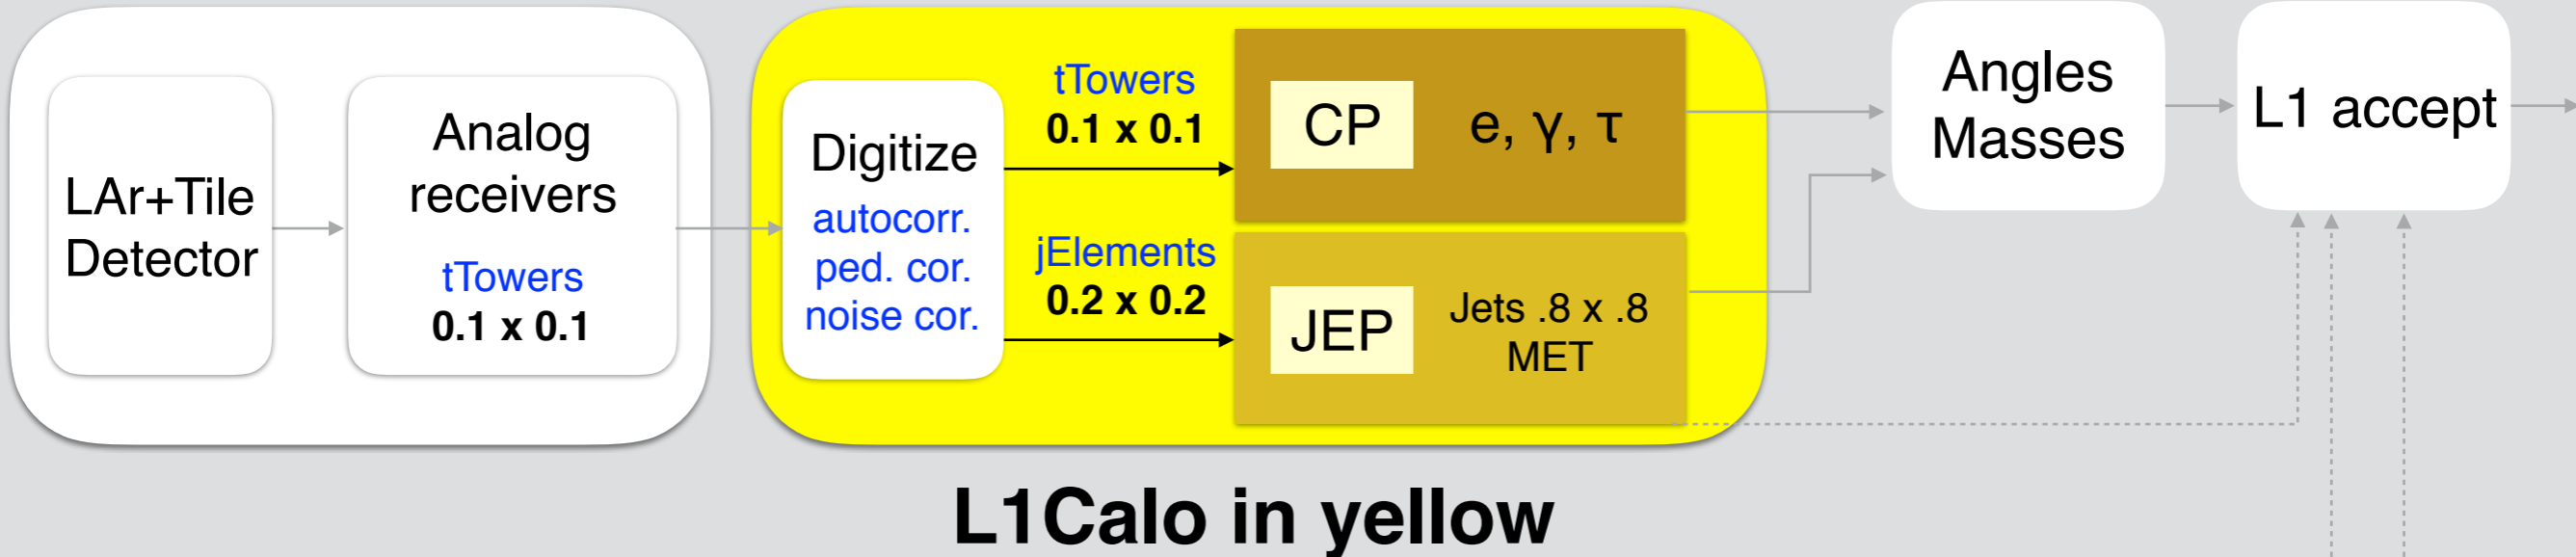 LAr+Tile
Detector
Analog
receivers
tTowers
0.1 x 0.1
Digitize
autocorr.
ped. cor.
noise cor.
tTowers
0.1 x 0.1
jElements
0.2 x 0.2
CP
e, γ, τ
JEP
Jets .8 x .8
MET
Angles
Masses
L1 accept
L1Calo in yellow